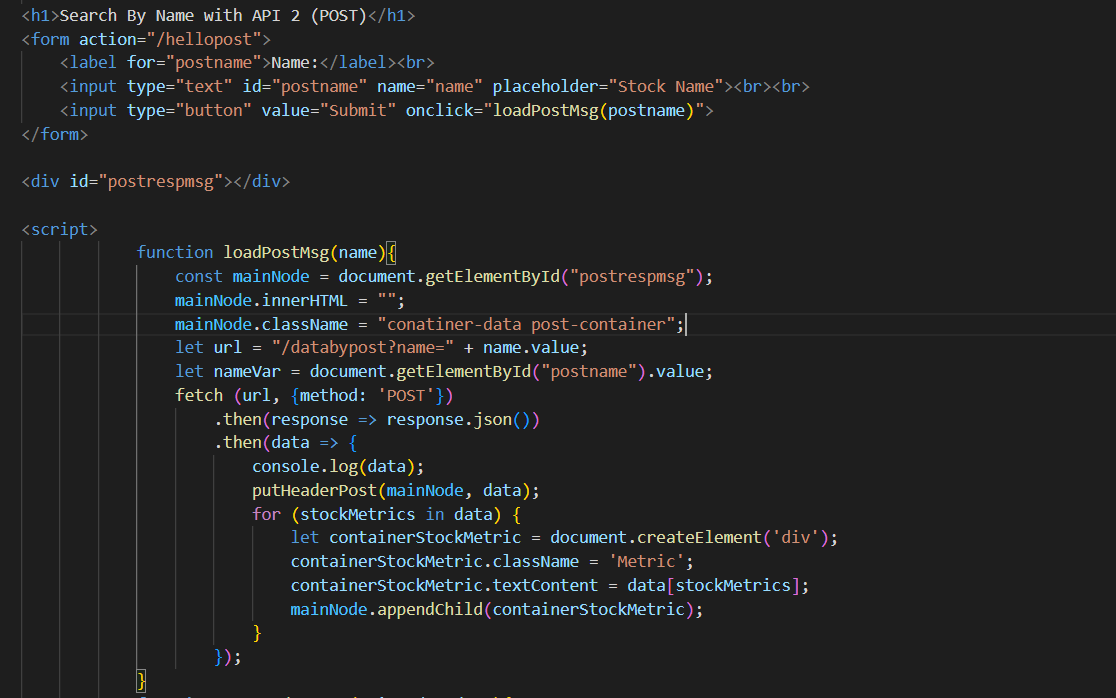 <h1>Search By Name with API 2 (POST)</h1>
<form action="/hellopost">
<label for="postname">Name:</label><br>
<input type="text" id="postname" name="name" placeholder="Stock Name"><br><br>
<input type="button" value="Submit" onclick="loadPostMsg(postname)">
</form>
<div id="postrespmsg"></div>
<script>
function loadPostMsg(name){
const mainNode = document.getElementById("postrespmsg");
mainNode.innerHTML = "";
mainNode.className = "conatiner-data post-container";
let url = "/databypost?name=" + name.value;
let nameVar = document.getElementById("postname").value;
fetch (url, {method: 'POST'})
.then(response => response.json())
.then(data => {
console.log(data);
putHeaderPost(mainNode, data);
for (stockMetrics in data) {
let containerStockMetric = document.createElement('div');
containerStockMetric.className = 'Metric';
containerStockMetric.textContent = data[stockMetrics];
mainNode.appendChild(containerStockMetric);
}
});
}